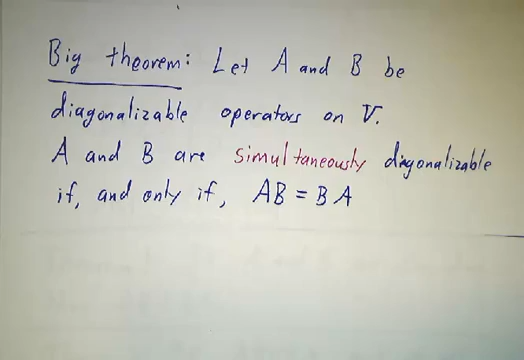 Big theorem: Let A and B be
diagonalizable operators on V.
A and B are simultaneously diagonalizable
if, and only if, AB = BA